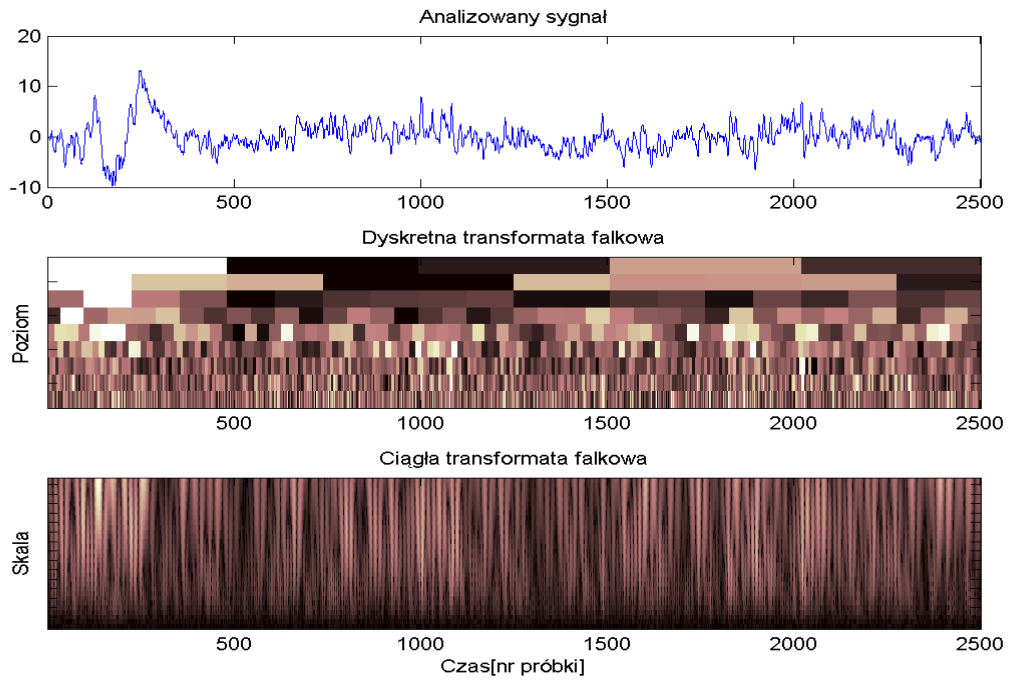 Analizowany sygnał
20
10
0
-10
0 500 1000 1500 2000 2500
Dyskretna transformata falkowa
Poziom
500 1000 1500 2000 2500
Ciągła transformata falkowa
Skala
500 1000 1500 2000 2500
Czas[nr próbki]